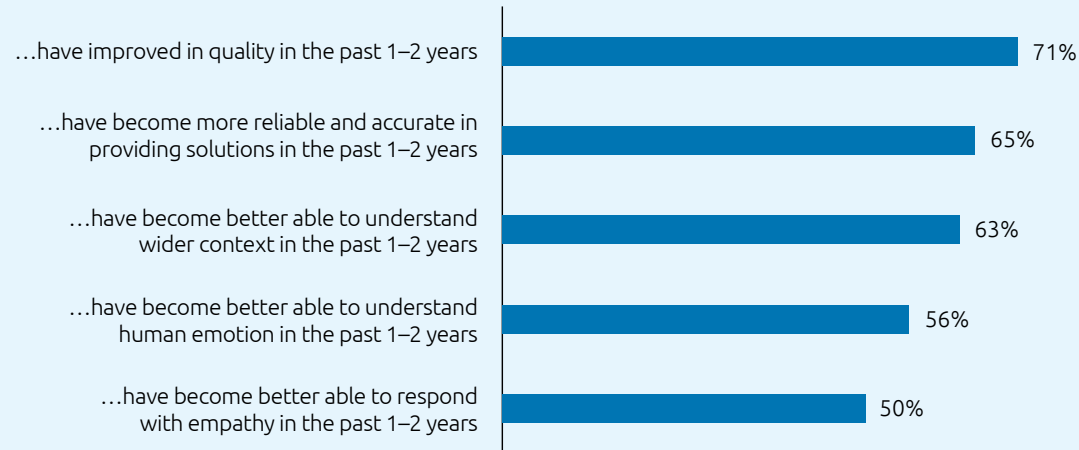 …have improved in quality in the past 1–2 years
71%
…have become more reliable and accurate in
providing solutions in the past 1–2 years
65%
…have become better able to understand
wider context in the past 1–2 years
63%
…have become better able to understand
human emotion in the past 1–2 years
56%
…have become better able to respond
with empathy in the past 1–2 years
50%